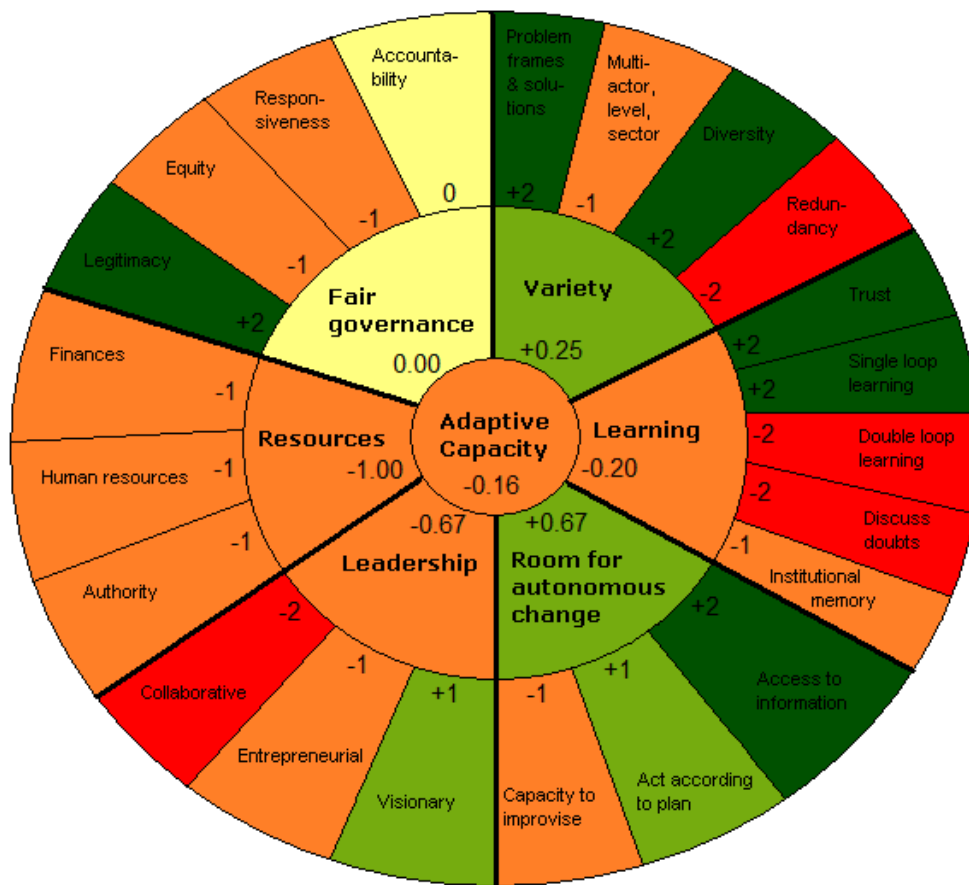 Problem
frames
& solu-
tions
+2
Multi-
actor,
level,
sector
-1
Diversity
+2
Redun-
dancy
-2
Variety
+0.25
Trust
+2
Single loop
learning
+2
Double loop
learning
-2
Discuss
doubts
-2
Institutional
memory
-1
Learning
-0.20
Access to
information
+2
Act according
to plan
+1
Capacity to
improvise
-1
+0.67
Room for
autonomous
change
Visionary
+1
Entrepreneurial
-1
Collaborative
-2
-0.67
Leadership
Authority
-1
Human resources
-1
Finances
-1
Resources
-1.00
Legitimacy
+2
Equity
-1
Respon-
siveness
-1
Accounta-
bility
0
Fair
governance
0.00
Adaptive
Capacity
-0.16